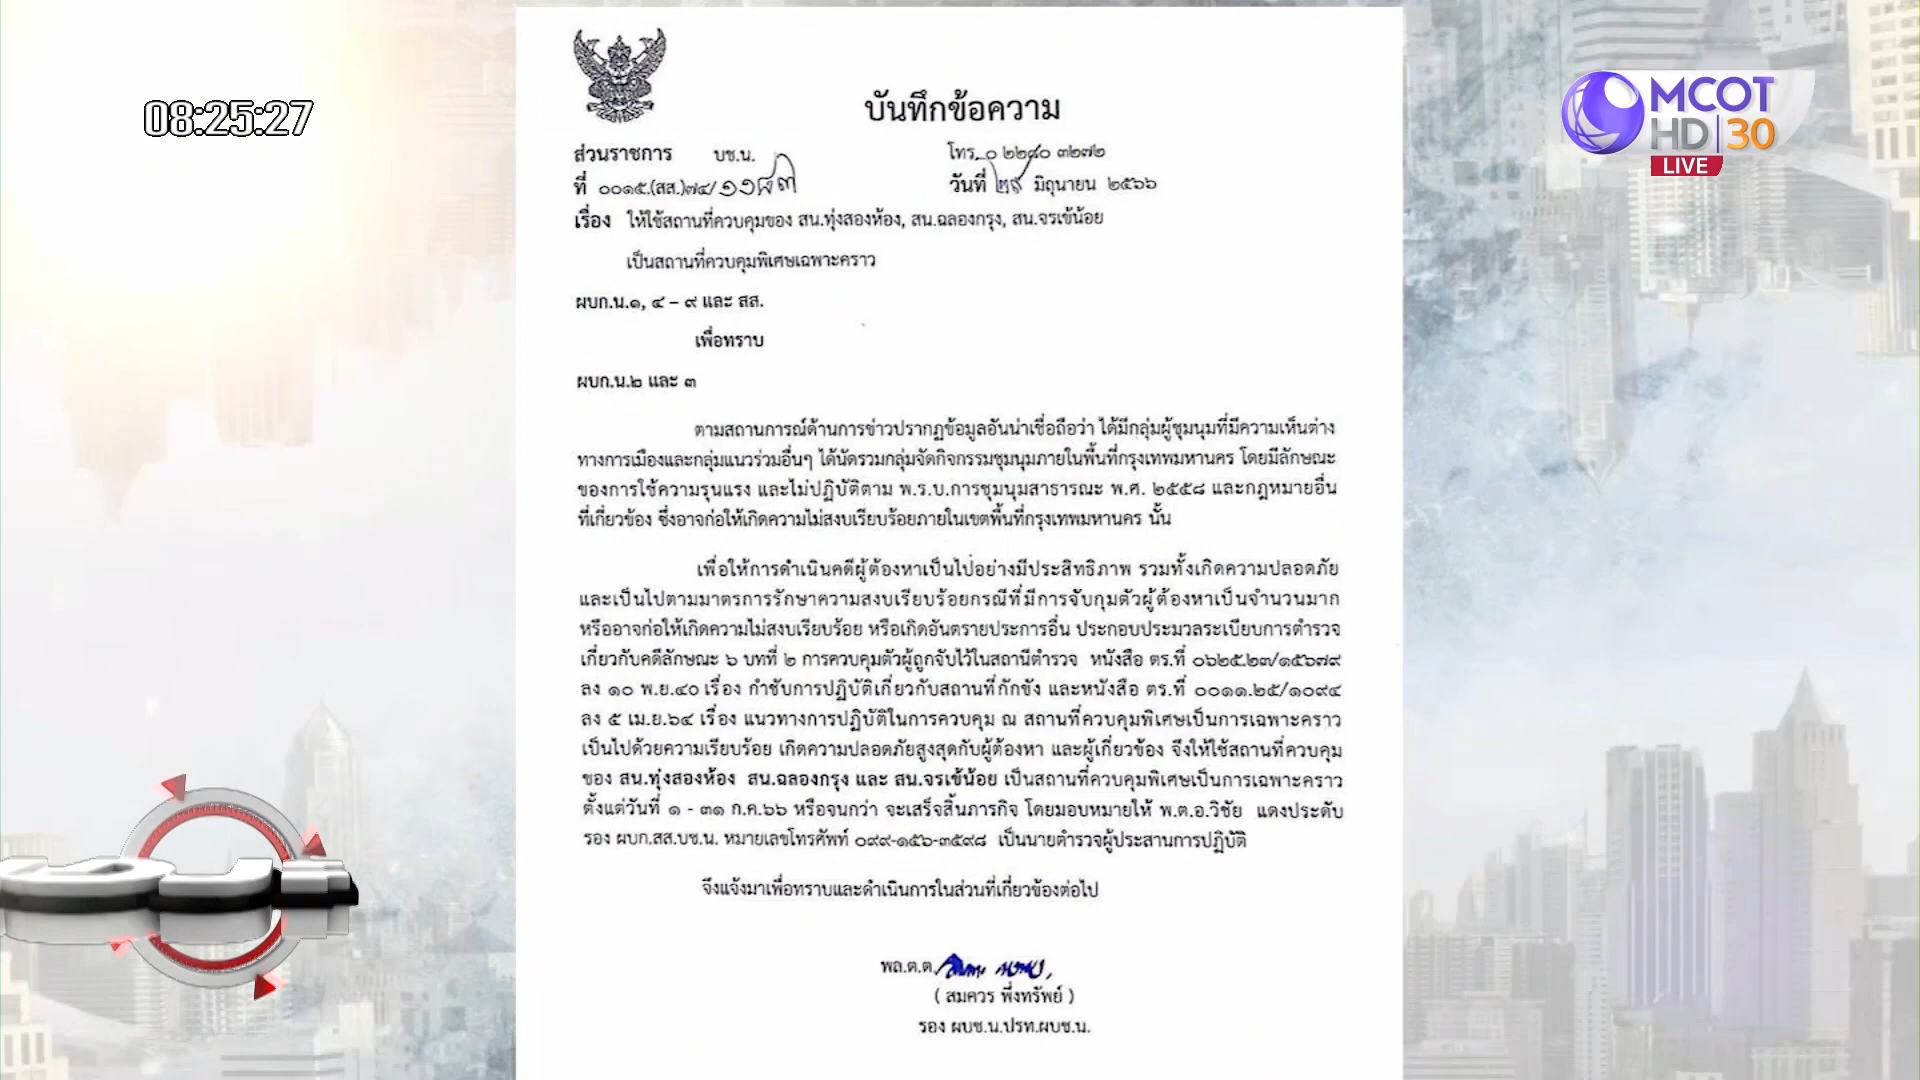 08:25:27
MCOT
HD 30
LIVE
บันทึกข้อความ
ส่วนราชการ บช.น. โทร. ๐ ๒๒๘๐ ๓๒๗๒
ที่ ๐๐๑๕.(สส.)๗๔/ วันที่ ๒๙ มิถุนายน ๒๕๖๖
เรื่อง ให้ใช้สถานที่ควบคุมของ สน.ทุ่งสองห้อง, สน.ฉลองกรุง, สน.จรเข้น้อย
เป็นสถานที่ควบคุมพิเศษเฉพาะคราว
ผบก.น.๑, ๔ – ๙ และ สส.
เพื่อทราบ
ผบก.น.๒ และ ๓
ตามสถานการณ์ด้านการข่าวปรากฏข้อมูลอันน่าเชื่อถือว่า ได้มีกลุ่มผู้ชุมนุมที่มีความเห็นต่าง
ทางการเมืองและกลุ่มแนวร่วมอื่นๆ ได้นัดรวมกลุ่มจัดกิจกรรมชุมนุมภายในพื้นที่กรุงเทพมหานคร โดยมีลักษณะ
ของการใช้ความรุนแรง และไม่ปฏิบัติตาม พ.ร.บ.การชุมนุมสาธารณะ พ.ศ. ๒๕๕๘ และกฎหมายอื่น
ที่เกี่ยวข้อง ซึ่งอาจก่อให้เกิดความไม่สงบเรียบร้อยภายในเขตพื้นที่กรุงเทพมหานคร นั้น
เพื่อให้การดำเนินคดีผู้ต้องหาเป็นไปอย่างมีประสิทธิภาพ รวมทั้งเกิดความปลอดภัย
และเป็นไปตามมาตรการรักษาความสงบเรียบร้อยกรณีที่มีการจับกุมตัวผู้ต้องหาเป็นจำนวนมาก
หรืออาจก่อให้เกิดความไม่สงบเรียบร้อย หรือเกิดอันตรายประการอื่น ประกอบประมวลระเบียบการตำรวจ
เกี่ยวกับคดีลักษณะ ๖ บทที่ ๒ การควบคุมตัวผู้ถูกจับไว้ในสถานีตำรวจ หนังสือ ตร.ที่ ๐๖๒๕.๒๓/๑๕๖๗๙
ลง ๑๐ พ.ย.๔๐ เรื่อง กำชับการปฏิบัติเกี่ยวกับสถานที่กักขัง และหนังสือ ตร.ที่ ๐๐๑๑.๒๕/๑๐๙๔
ลง ๕ เม.ย.๖๔ เรื่อง แนวทางการปฏิบัติในการควบคุม ณ สถานที่ควบคุมพิเศษเป็นการเฉพาะคราว
เป็นไปด้วยความเรียบร้อย เกิดความปลอดภัยสูงสุดกับผู้ต้องหา และผู้เกี่ยวข้อง จึงให้ใช้สถานที่ควบคุม
ของ สน.ทุ่งสองห้อง สน.ฉลองกรุง และ สน.จรเข้น้อย เป็นสถานที่ควบคุมพิเศษเป็นการเฉพาะคราว
ตั้งแต่วันที่ ๑ - ๓๑ ก.ค.๖๖ หรือจนกว่า จะเสร็จสิ้นภารกิจ โดยมอบหมายให้ พ.ต.อ.วิชัย แดงประดับ
รอง ผบก.สส.บช.น. หมายเลขโทรศัพท์ ๐๙๙-๑๕๖-๓๕๙๘ เป็นนายตำรวจผู้ประสานการปฏิบัติ
จึงแจ้งมาเพื่อทราบและดำเนินการในส่วนที่เกี่ยวข้องต่อไป
พล.ต.ต.
( สมควร พึ่งทรัพย์ )
รอง ผบช.น.ปรท.ผบช.น.